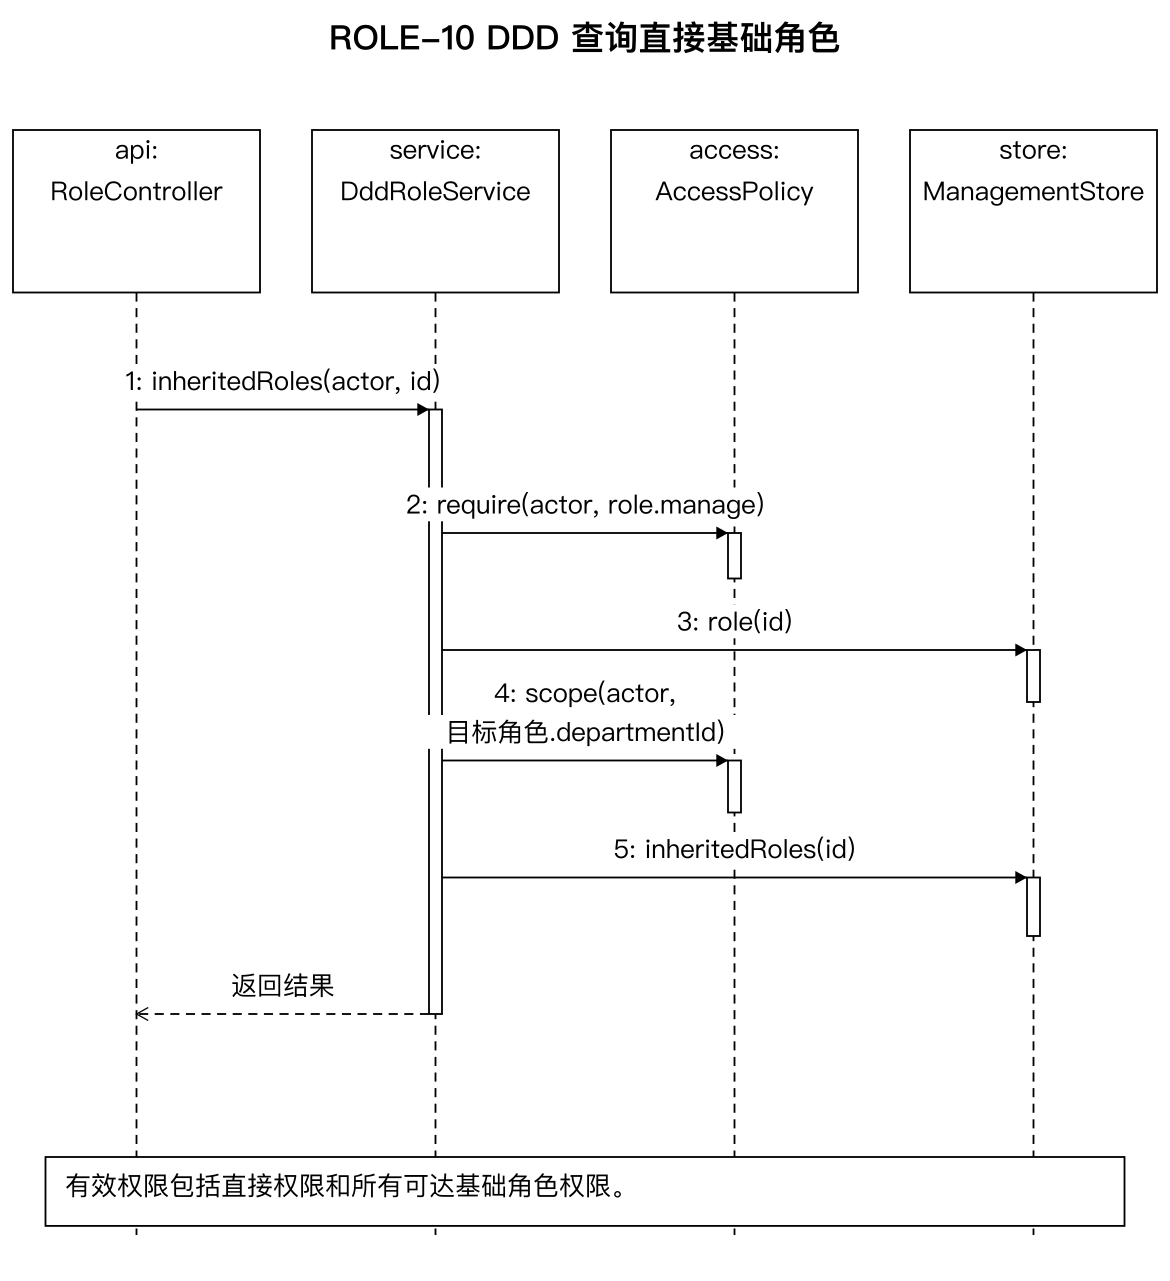 ROLE-10 DDD 查询直接基础角色
api:
RoleController
service:
DddRoleService
access:
AccessPolicy
store:
ManagementStore
1: inheritedRoles(actor, id)
2: require(actor, role.manage)
3: role(id)
4: scope(actor,
目标角色.departmentId)
5: inheritedRoles(id)
返回结果
有效权限包括直接权限和所有可达基础角色权限。